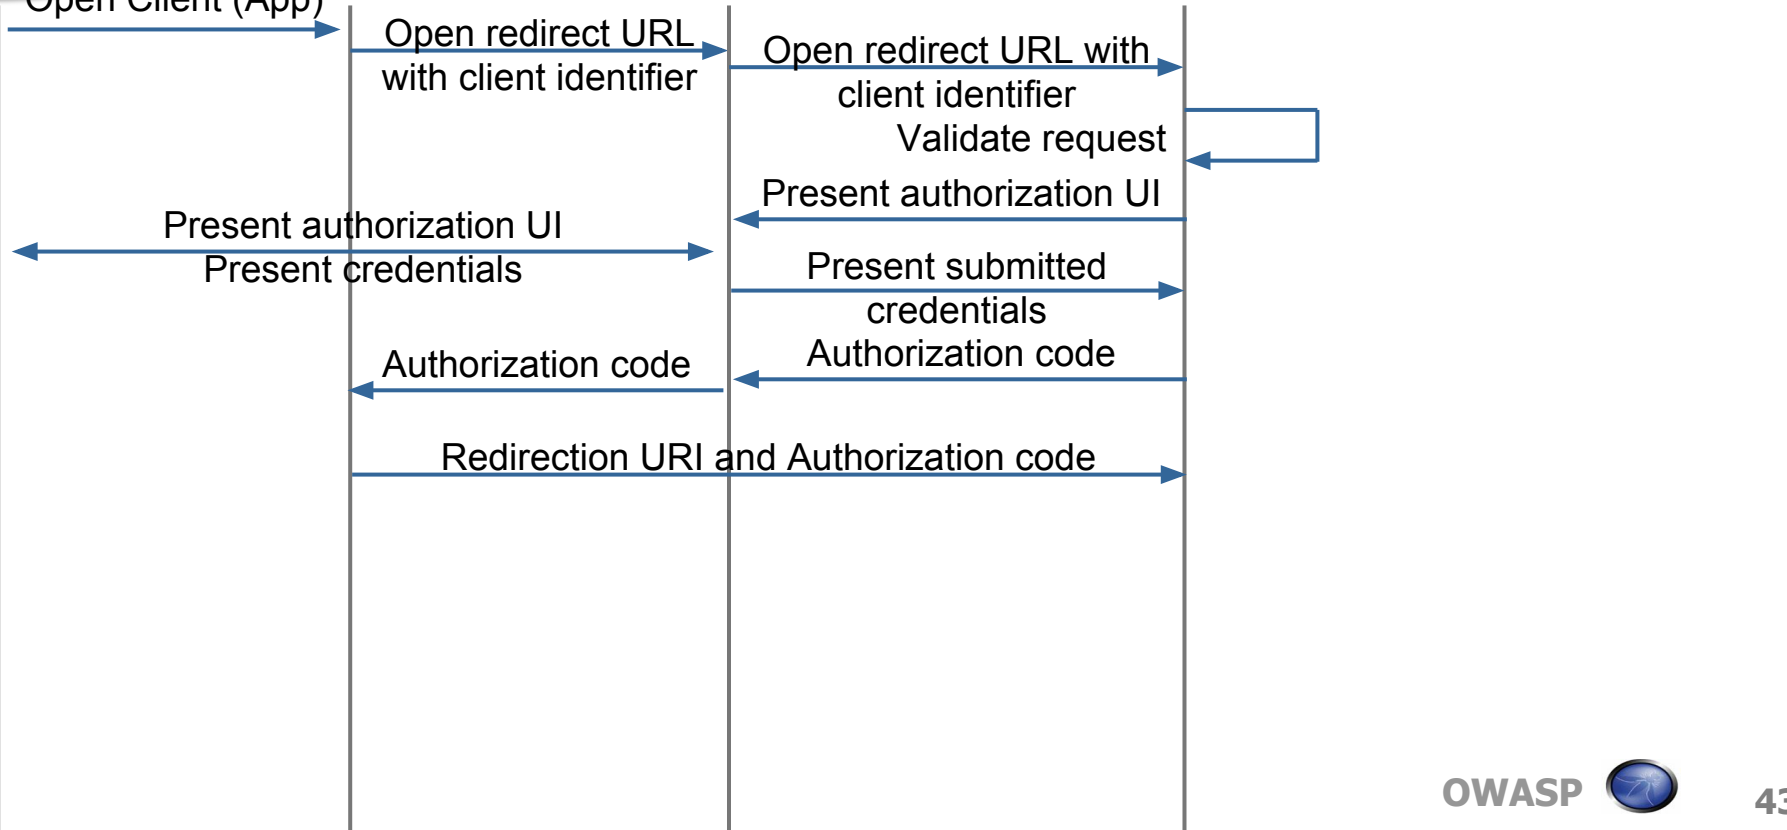 Open Client (App)
Open redirect URL
with client identifier
Open redirect URL with
client identifier
Validate request
Present authorization UI
Present authorization UI
Present credentials
Present submitted
credentials
Authorization code
Authorization code
Redirection URI and Authorization code
OWASP
43